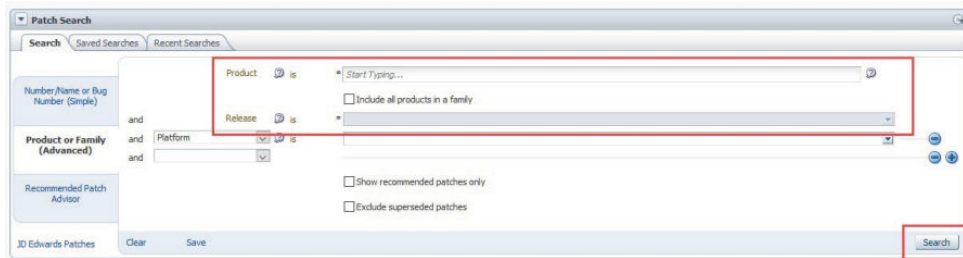 Patch Search
Search Saved Searches Recent Searches
Product is * Start Typing...
Number/Name or Bug
Number (Simple)
Include all products in a family
and Release is *
Product or Family
(Advanced)
and Platform is
and
Recommended Patch
Advisor
Show recommended patches only
Exclude superseded patches
JD Edwards Patches
Clear Save Search